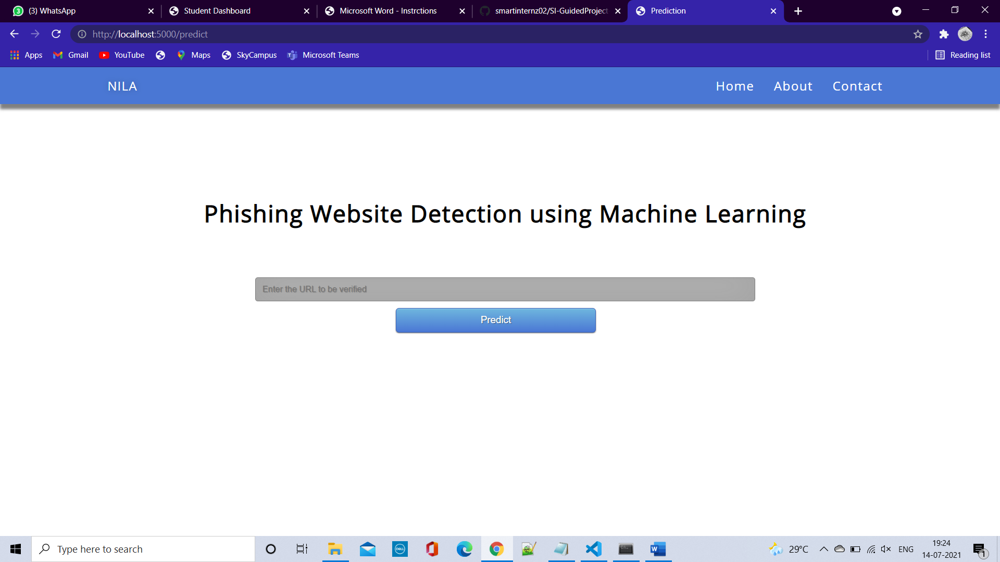 (3) WhatsApp
Student Dashboard
Microsoft Word - Instrctions
smartinternz02/SI-GuidedProject
Prediction
http://localhost:5000/predict
Apps
Gmail
YouTube
Maps
SkyCampus
Microsoft Teams
Reading list
NILA
Home
About
Contact
Phishing Website Detection using Machine Learning
Enter the URL to be verified
Predict
Type here to search
29°C
ENG
19:24
14-07-2021
1